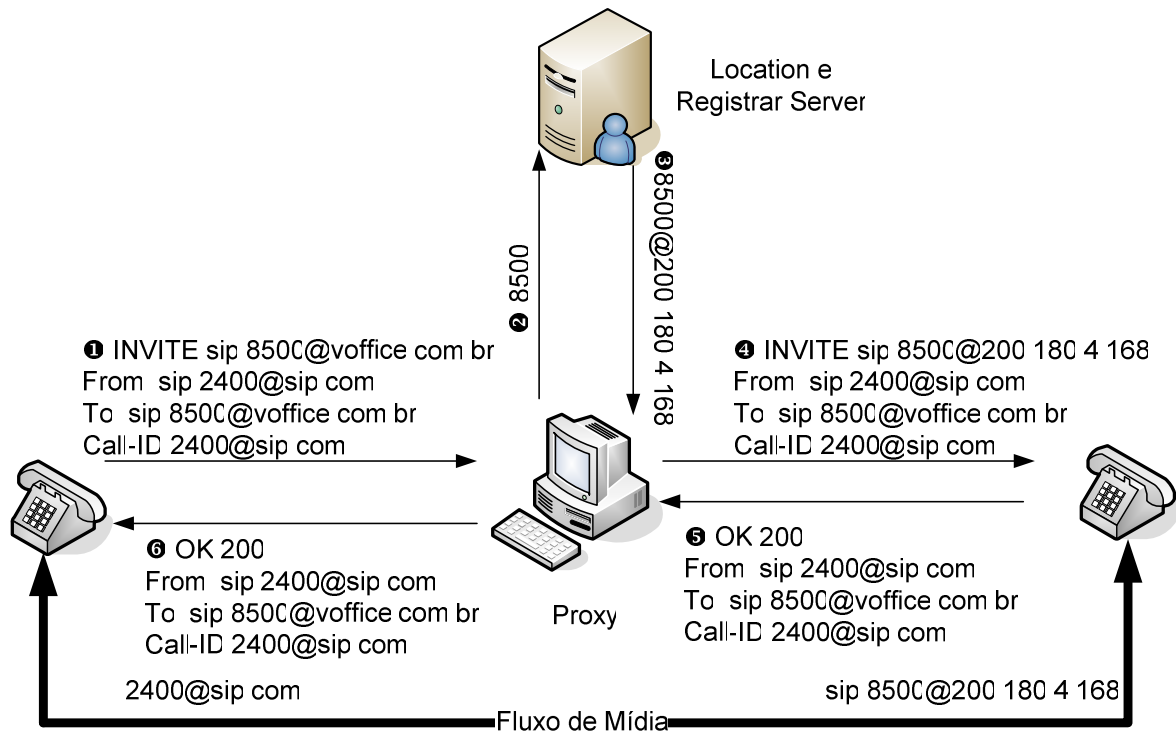 Location e
Registrar Server
❷ 8500
❸8500@200 180 4 168
❶ INVITE sip 8500@voffice com br
From sip 2400@sip com
To sip 8500@voffice com br
Call-ID 2400@sip com
❹ INVITE sip 8500@200 180 4 168
From sip 2400@sip com
To sip 8500@voffice com br
Call-ID 2400@sip com
❻ OK 200
From sip 2400@sip com
To sip 8500@voffice com br
Call-ID 2400@sip com
Proxy
❺ OK 200
From sip 2400@sip com
To sip 8500@voffice com br
Call-ID 2400@sip com
2400@sip com
sip 8500@200 180 4 168
Fluxo de Mídia